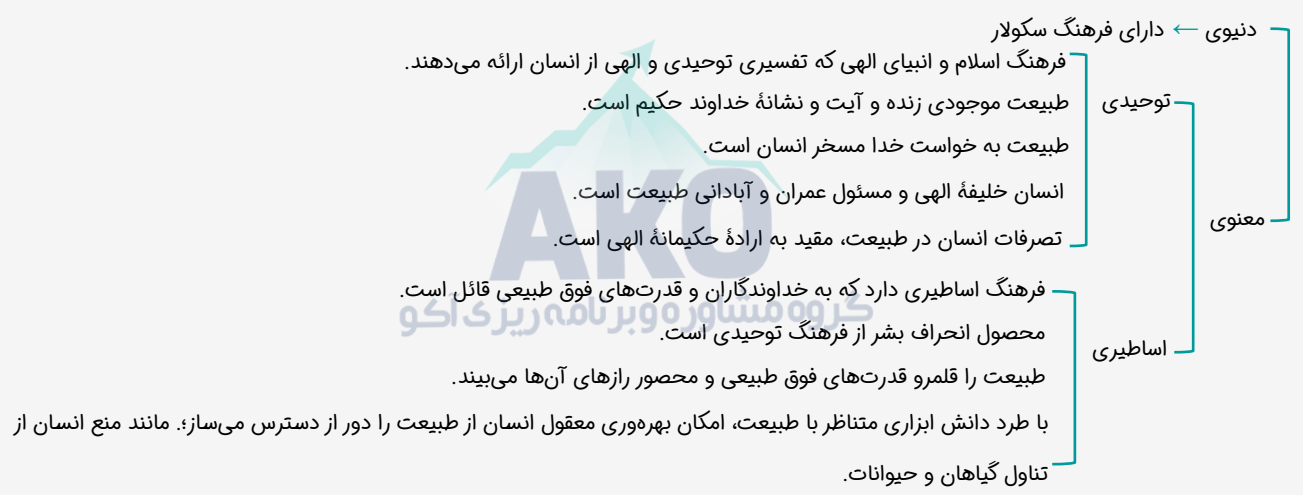 دنیوی ← دارای فرهنگ سکولار
فرهنگ اسلام و انبیای الهی که تفسیری توحیدی و الهی از انسان ارائه می‌دهند.
توحیدی
طبیعت موجودی زنده و آیت و نشانهٔ خداوند حکیم است.
طبیعت به خواست خدا مسخر انسان است.
انسان خلیفهٔ الهی و مسئول عمران و آبادانی طبیعت است.
معنوی
تصرفات انسان در طبیعت، مقید به ارادهٔ حکیمانهٔ الهی است.
فرهنگ اساطیری دارد که به خداوندگاران و قدرت‌های فوق طبیعی قائل است.
محصول انحراف بشر از فرهنگ توحیدی است.
اساطیری
طبیعت را قلمرو قدرت‌های فوق طبیعی و محصور رازهای آن‌ها می‌بیند.
با طرد دانش ابزاری متناظر با طبیعت، امکان بهره‌وری معقول انسان از طبیعت را دور از دسترس می‌ساز؛. مانند منع انسان از
تناول گیاهان و حیوانات.
AKO
گروه مشاوره و برنامه ریزی آکو